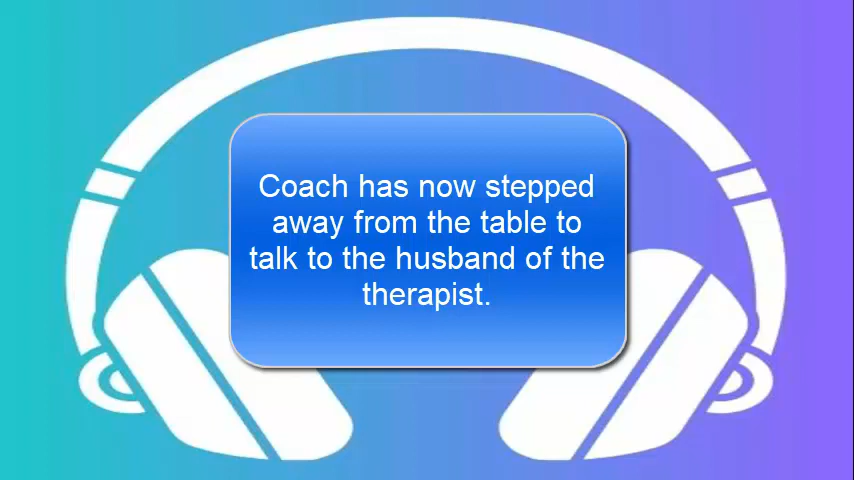 Coach has now stepped
away from the table to
talk to the husband of the
therapist.